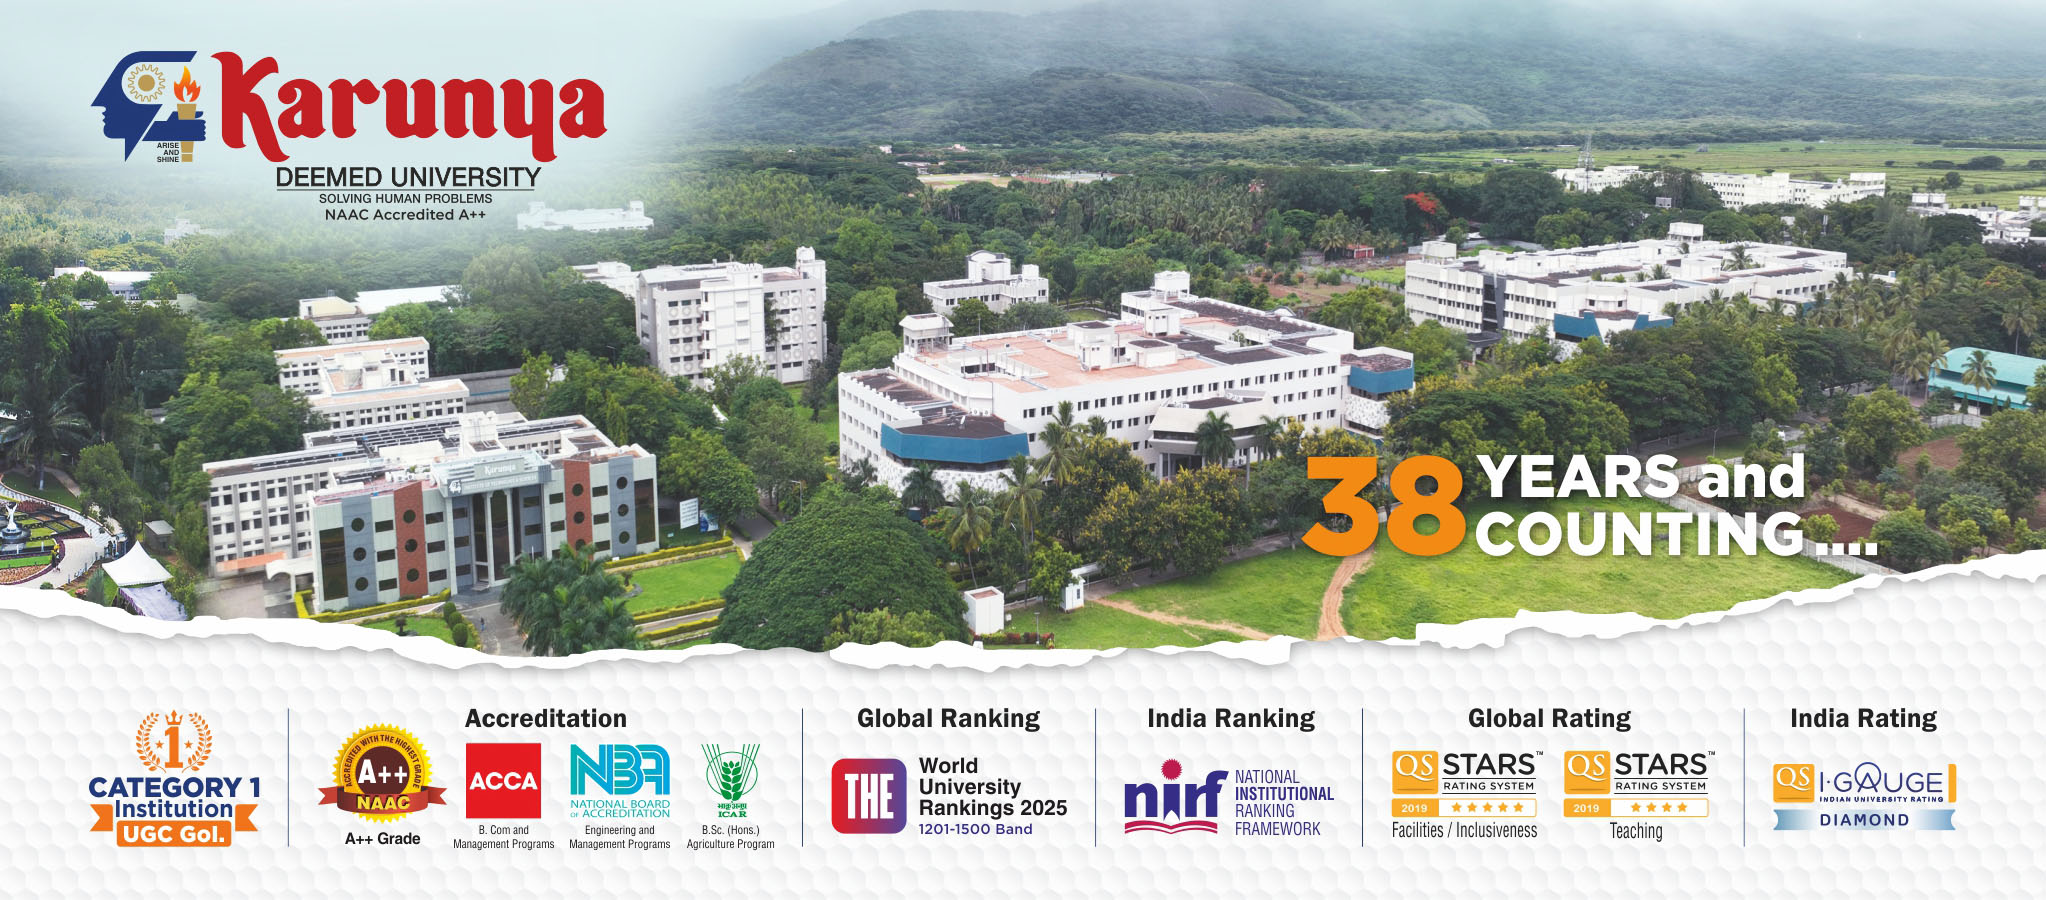 ARISE
AND
SHINE
Karunya
DEEMED UNIVERSITY
SOLVING HUMAN PROBLEMS
NAAC Accredited A++
Karunya
38 YEARS and
COUNTING ....
1
CATEGORY 1
Institution
UGC GoI.
Accreditation
ACCREDITED WITH THE HIGHEST GRADE
A++
NAAC
A++ Grade
ACCA
B. Com and
Management Programs
NBA
NATIONAL BOARD
OF ACCREDITATION
Engineering and
Management Programs
भाकृअनुप
ICAR
B.Sc. (Hons.)
Agriculture Program
Global Ranking
THE
World
University
Rankings 2025
1201-1500 Band
India Ranking
nirf
NATIONAL
INSTITUTIONAL
RANKING
FRAMEWORK
Global Rating
QS STARS™
RATING SYSTEM
2019
Facilities / Inclusiveness
QS STARS™
RATING SYSTEM
2019
Teaching
India Rating
QS I·GAUGE
INDIAN UNIVERSITY RATING
DIAMOND